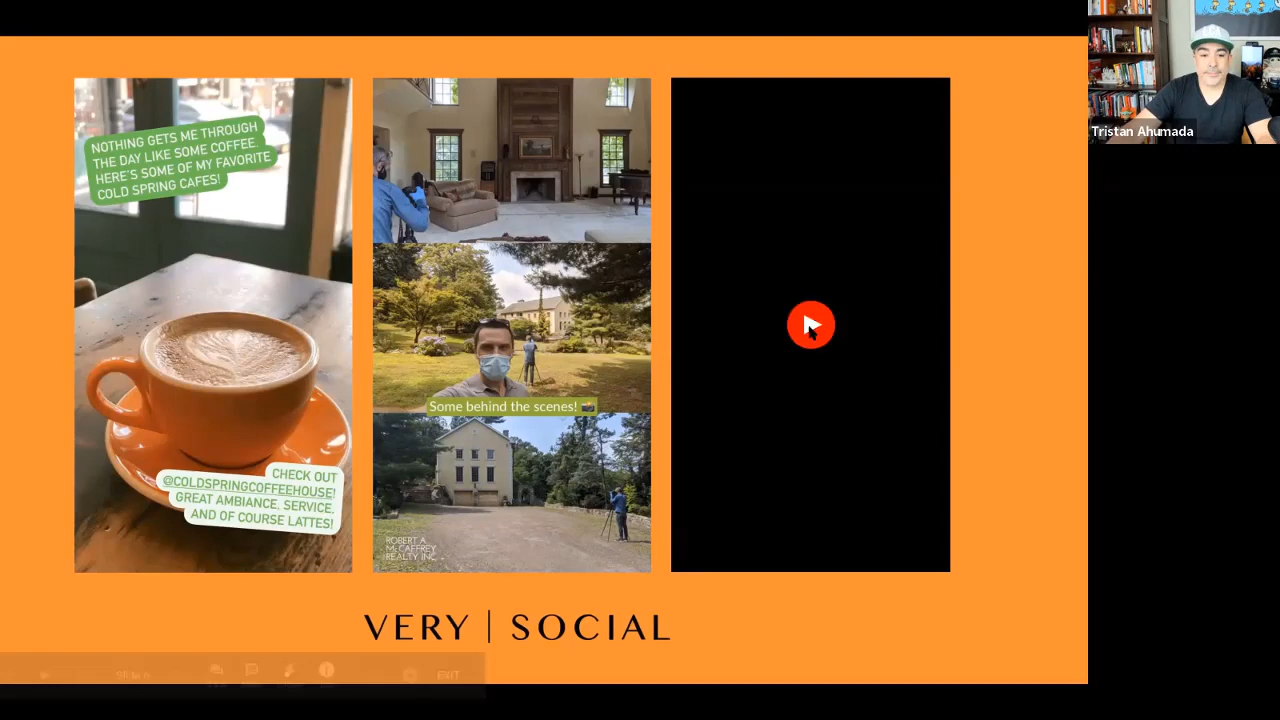 NOTHING GETS ME THROUGH
THE DAY LIKE SOME COFFEE.
HERE'S SOME OF MY FAVORITE
COLD SPRING CAFES!
CHECK OUT
@COLDSPRINGCOFFEEHOUSE!
GREAT AMBIANCE, SERVICE,
AND OF COURSE LATTES!
Some behind the scenes!
ROBERT A.
McCAFFREY
REALTY INC
Tristan Ahumada
VERY | SOCIAL
EXIT